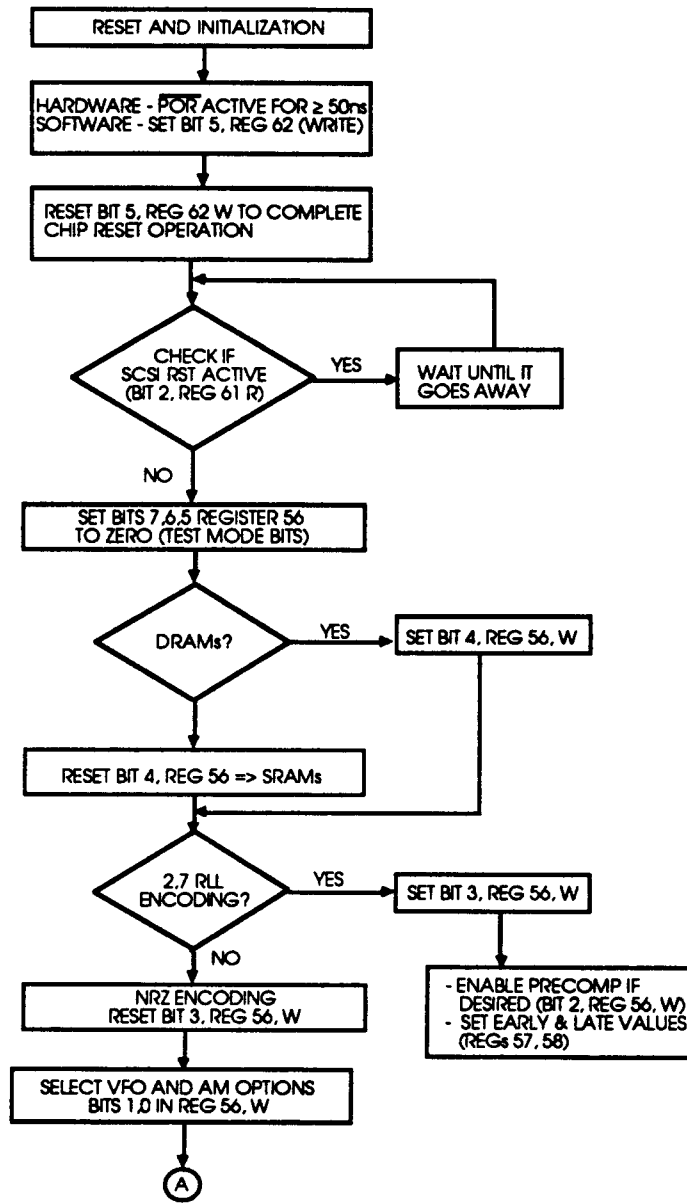 RESET AND INITIALIZATION
HARDWARE - POR ACTIVE FOR ≥ 50ns
SOFTWARE - SET BIT 5, REG 62 (WRITE)
RESET BIT 5, REG 62 W TO COMPLETE
CHIP RESET OPERATION
CHECK IF
SCSI RST ACTIVE
(BIT 2, REG 61 R)
YES
WAIT UNTIL IT
GOES AWAY
NO
SET BITS 7,6,5 REGISTER 56
TO ZERO (TEST MODE BITS)
DRAMs?
YES
SET BIT 4, REG 56, W
RESET BIT 4, REG 56 => SRAMs
2,7 RLL
ENCODING?
YES
SET BIT 3, REG 56, W
NO
- ENABLE PRECOMP IF
DESIRED (BIT 2, REG 56, W)
- SET EARLY & LATE VALUES
(REGs 57, 58)
NRZ ENCODING
RESET BIT 3, REG 56, W
SELECT VFO AND AM OPTIONS
BITS 1,0 IN REG 56, W
A